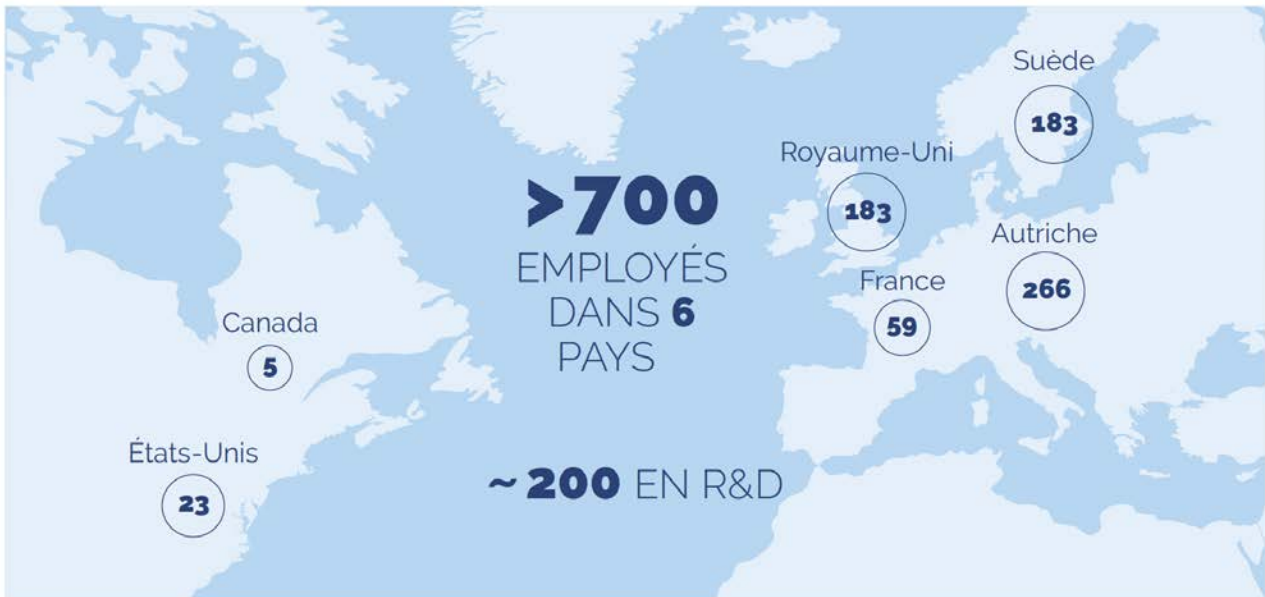 Suède
183
Royaume-Uni
183
>700
EMPLOYÉS
DANS 6
PAYS
Autriche
266
France
59
Canada
5
États-Unis
23
~ 200 EN R&D